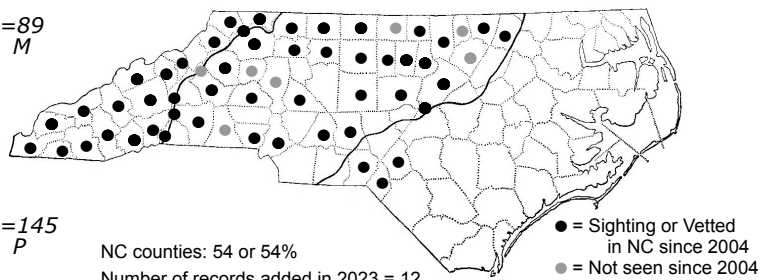 =89
M
=145
P
NC counties: 54 or 54%
Number of records added in 2023 = 12
● = Sighting or Vetted
in NC since 2004
● = Not seen since 2004